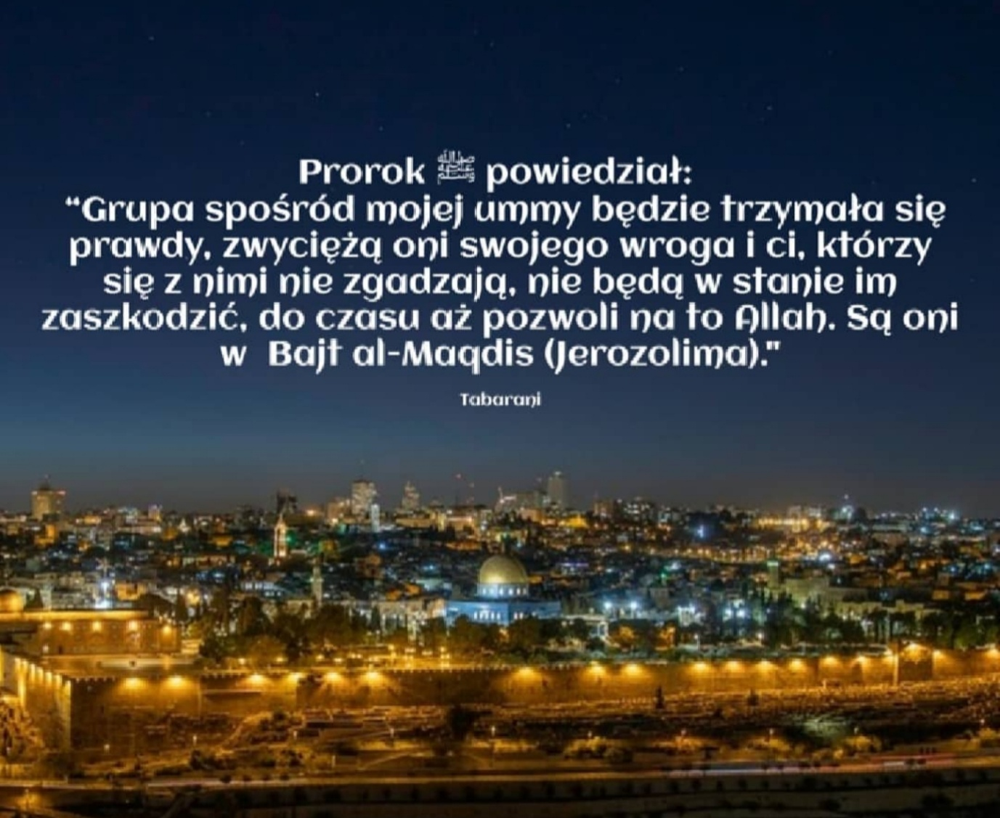 Prorok ﷺ powiedział:
“Grupa spośród mojej ummy będzie trzymała się
prawdy, zwyciężą oni swojego wroga i ci, którzy
się z nimi nie zgadzają, nie będą w stanie im
zaszkodzić, do czasu aż pozwoli na to Allah. Są oni
w Bajt al-Maqdis (Jerozolima)."
Tabarani